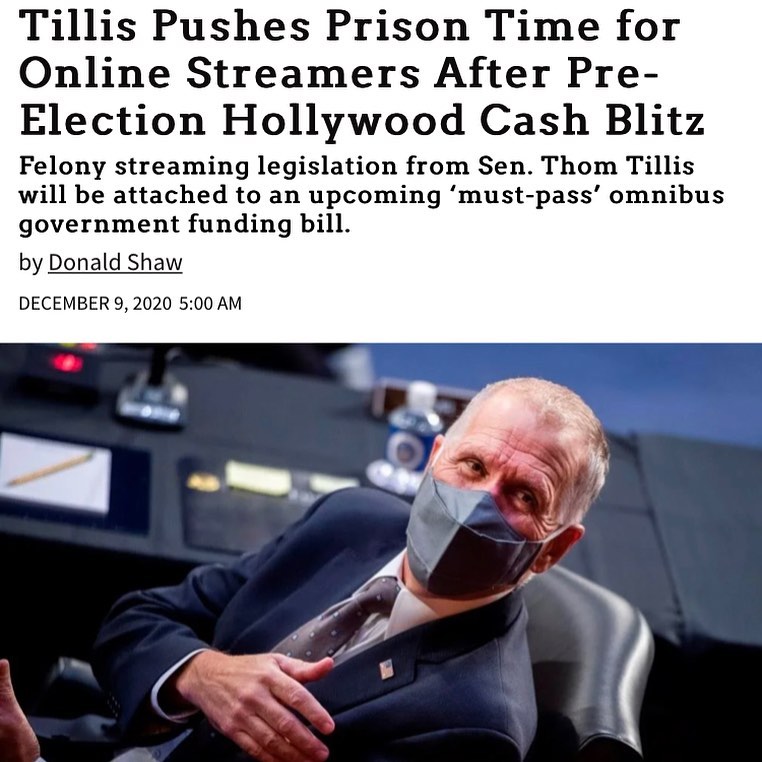 Tillis Pushes Prison Time for
Online Streamers After Pre-
Election Hollywood Cash Blitz
Felony streaming legislation from Sen. Thom Tillis
will be attached to an upcoming ‘must-pass’ omnibus
government funding bill.
by Donald Shaw
DECEMBER 9, 2020 5:00 AM